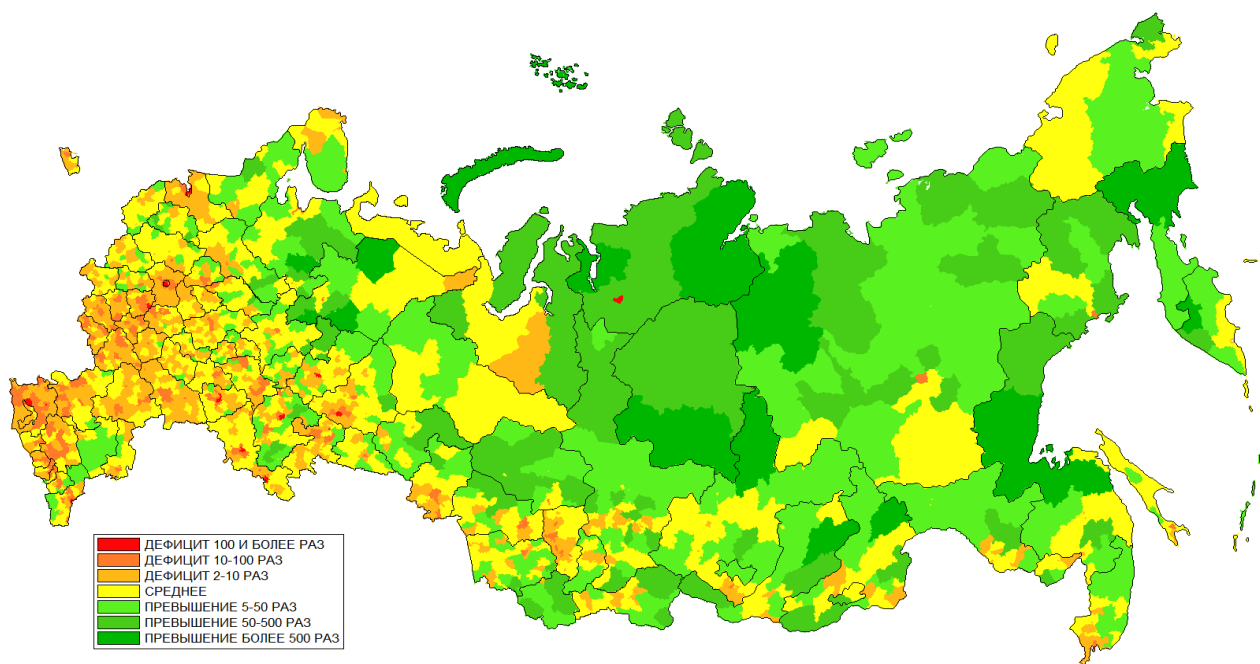 ДЕФИЦИТ 100 И БОЛЕЕ РАЗ
ДЕФИЦИТ 10-100 РАЗ
ДЕФИЦИТ 2-10 РАЗ
СРЕДНЕЕ
ПРЕВЫШЕНИЕ 5-50 РАЗ
ПРЕВЫШЕНИЕ 50-500 РАЗ
ПРЕВЫШЕНИЕ БОЛЕЕ 500 РАЗ